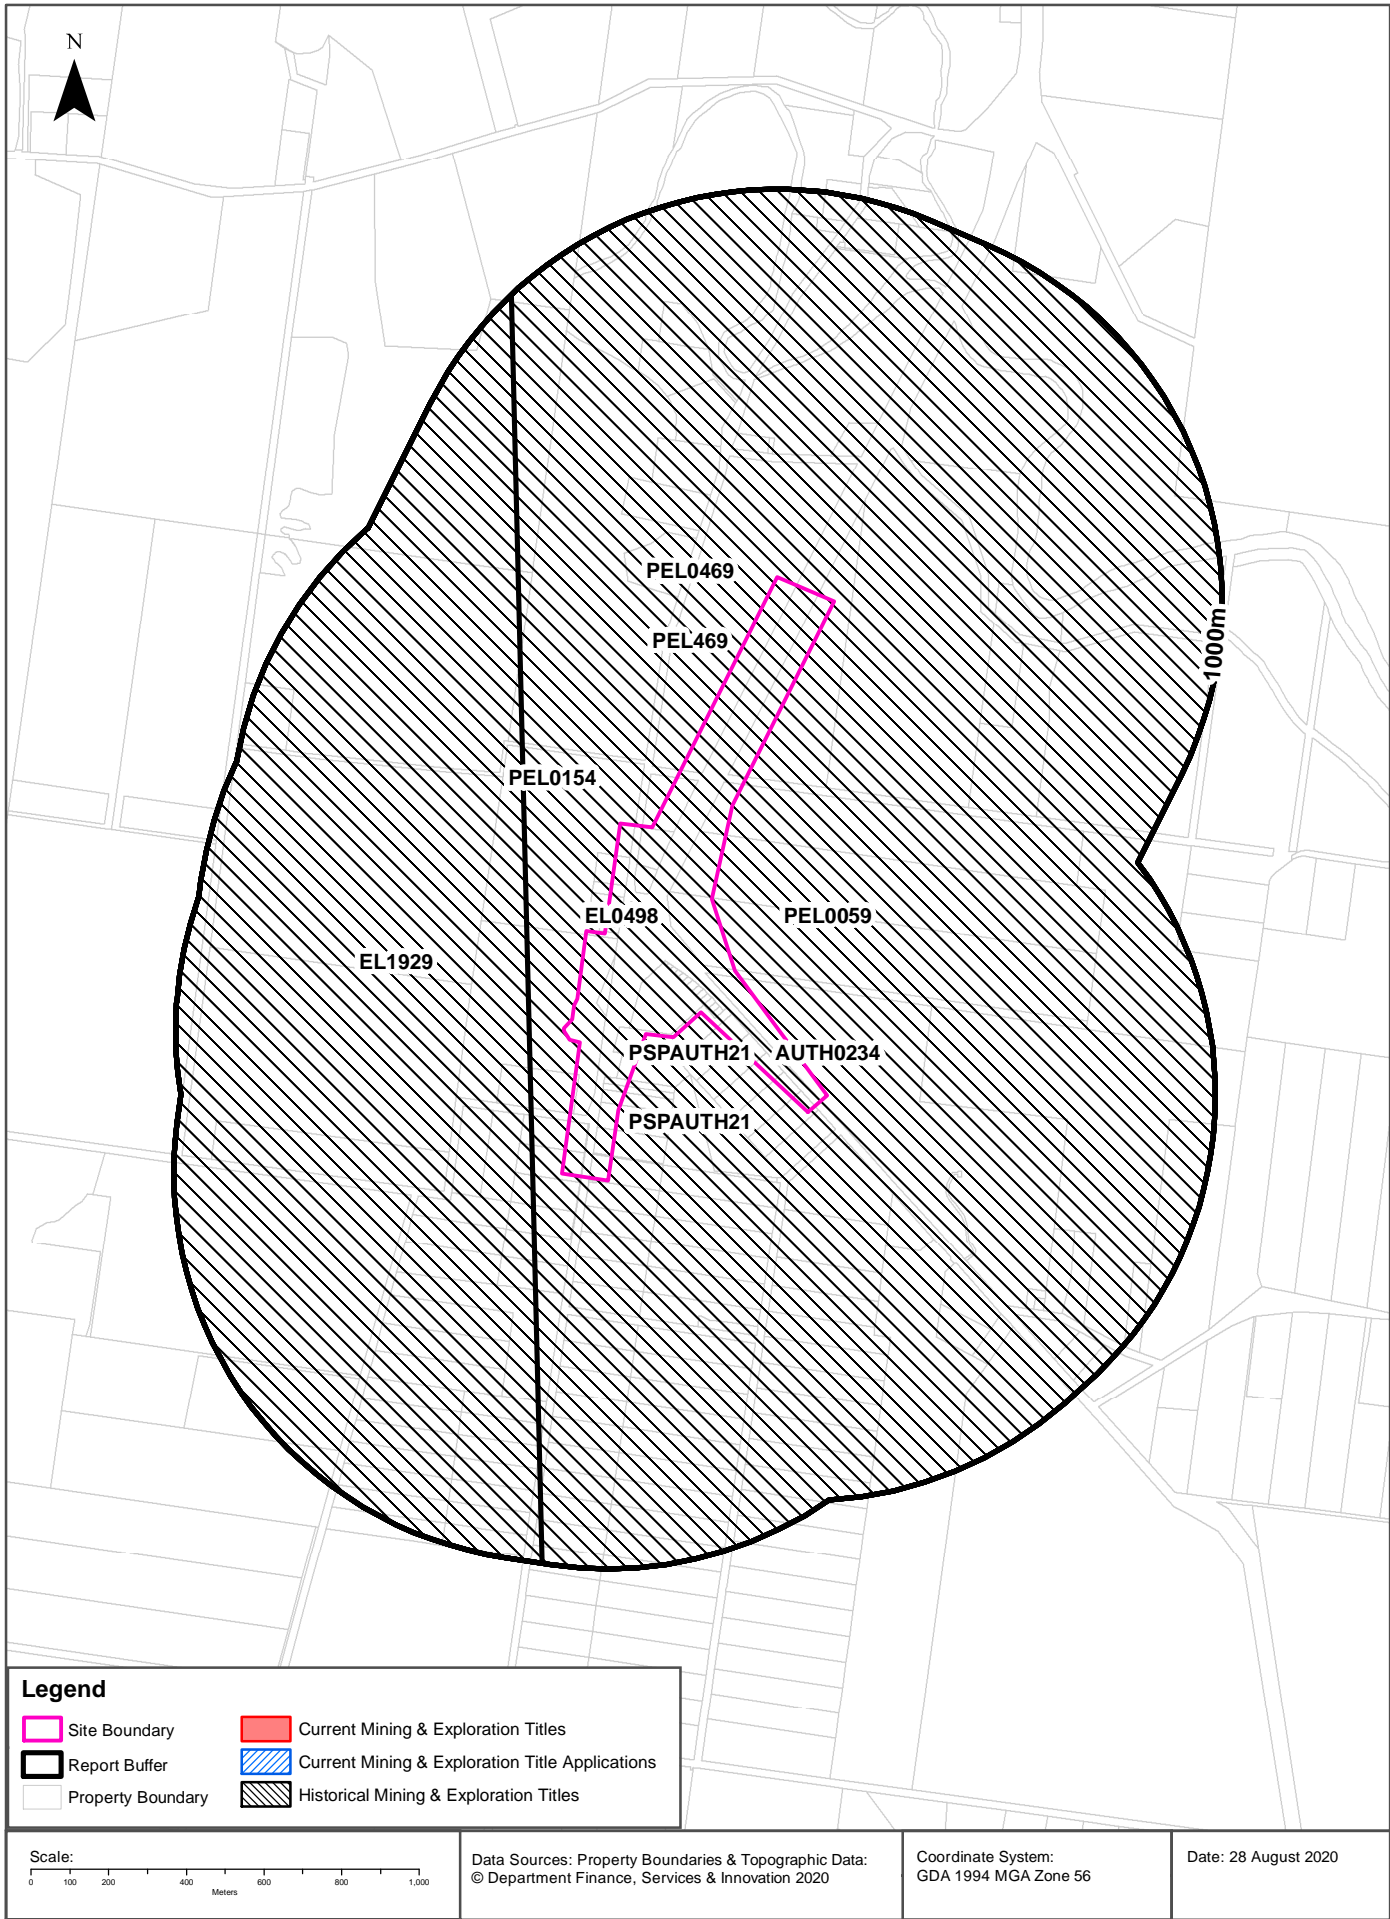 N
PEL0469
PEL469
1000m
PEL0154
EL0498
PEL0059
EL1929
PSPAUTH21
AUTH0234
PSPAUTH21
Legend
Site Boundary
Report Buffer
Property Boundary
Current Mining & Exploration Titles
Current Mining & Exploration Title Applications
Historical Mining & Exploration Titles
Scale:
0 100 200 400 600 800 1,000
Meters
Data Sources: Property Boundaries & Topographic Data:
© Department Finance, Services & Innovation 2020
Coordinate System:
GDA 1994 MGA Zone 56
Date: 28 August 2020